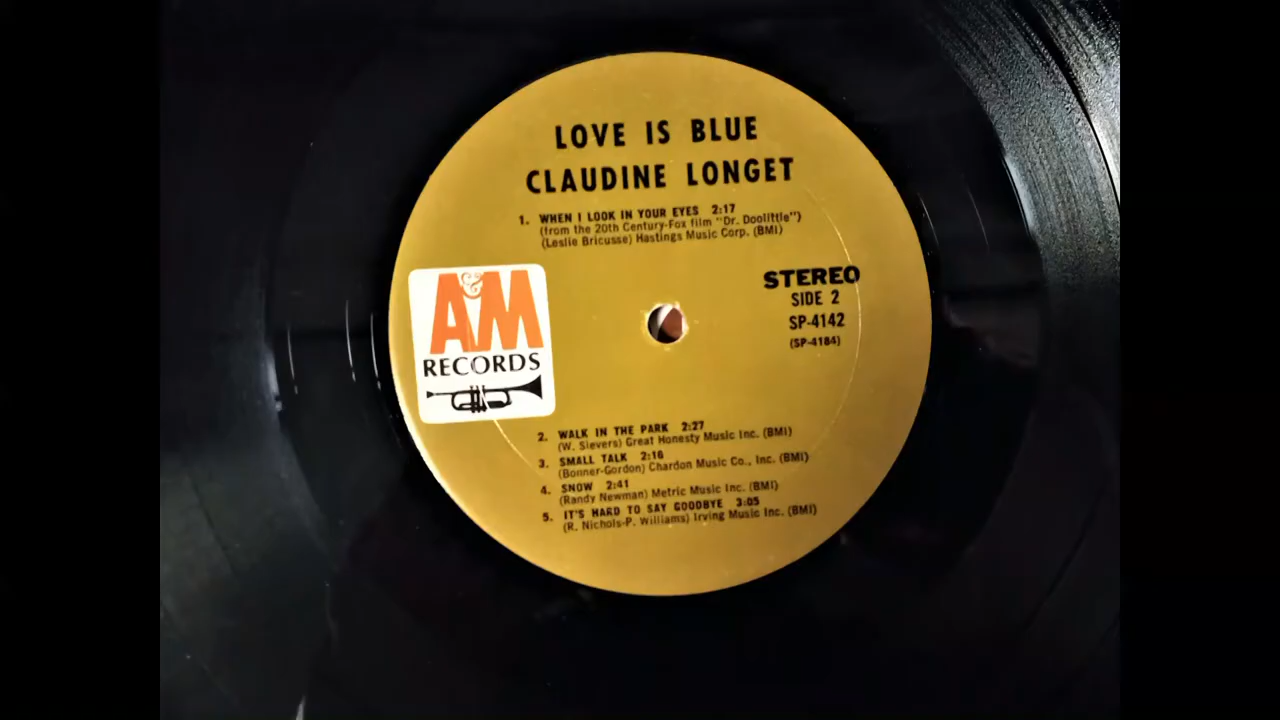 LOVE IS BLUE
CLAUDINE LONGET
1. WHEN I LOOK IN YOUR EYES 2:17
(from the 20th Century-Fox film "Dr. Doolittle")
(Leslie Bricusse) Hastings Music Corp. (BMI)
A&M
RECORDS
STEREO
SIDE 2
SP-4142
(SP-4184)
2. WALK IN THE PARK 2:27
(W. Sievers) Great Honesty Music Inc. (BMI)
3. SMALL TALK 2:16
(Bonner-Gordon) Chardon Music Co., Inc. (BMI)
4. SNOW 2:41
(Randy Newman) Metric Music Inc. (BMI)
5. IT'S HARD TO SAY GOODBYE 3:05
(R. Nichols-P. Williams) Irving Music Inc. (BMI)